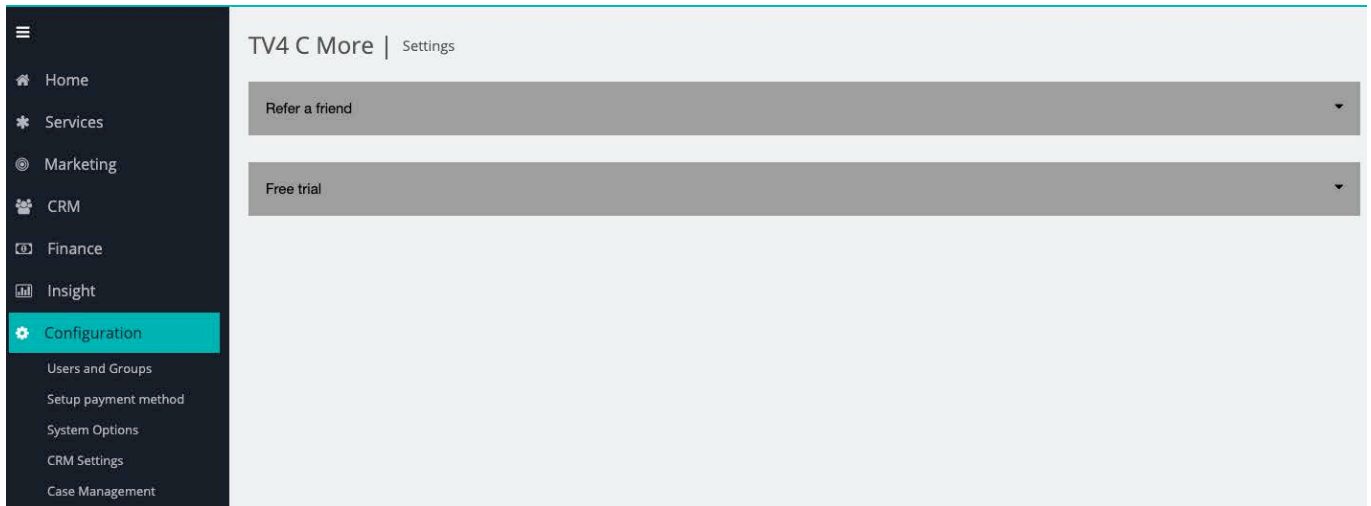 TV4 C More | Settings
Home
Services
Marketing
CRM
Finance
Insight
Configuration
Users and Groups
Setup payment method
System Options
CRM Settings
Case Management
Refer a friend
Free trial